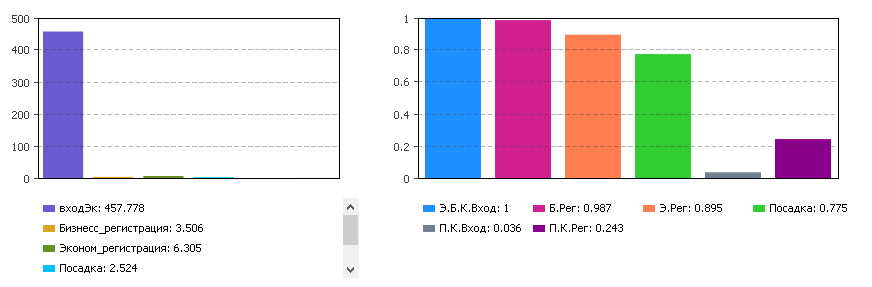 500
400
300
200
100
0
входЭк: 457.778
Бизнесс_регистрация: 3.506
Эконом_регистрация: 6.305
Посадка: 2.524
1
0.8
0.6
0.4
0.2
0
Э.Б.К.Вход: 1 Б.Рег: 0.987 Э.Рег: 0.895 Посадка: 0.775
П.К.Вход: 0.036 П.К.Рег: 0.243